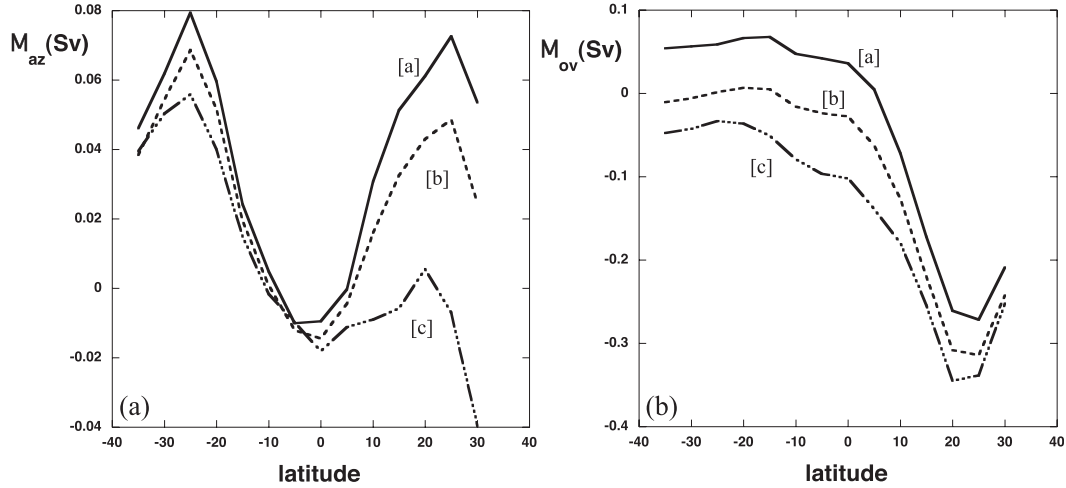 0.08
M_az(Sv)
0.06
0.04
0.02
0
-0.02
-0.04
[a]
[b]
[c]
(a)
-40 -30 -20 -10 0 10 20 30 40
latitude
0.1
M_ov(Sv)
0
-0.1
-0.2
-0.3
-0.4
[a]
[b]
[c]
(b)
-40 -30 -20 -10 0 10 20 30 40
latitude